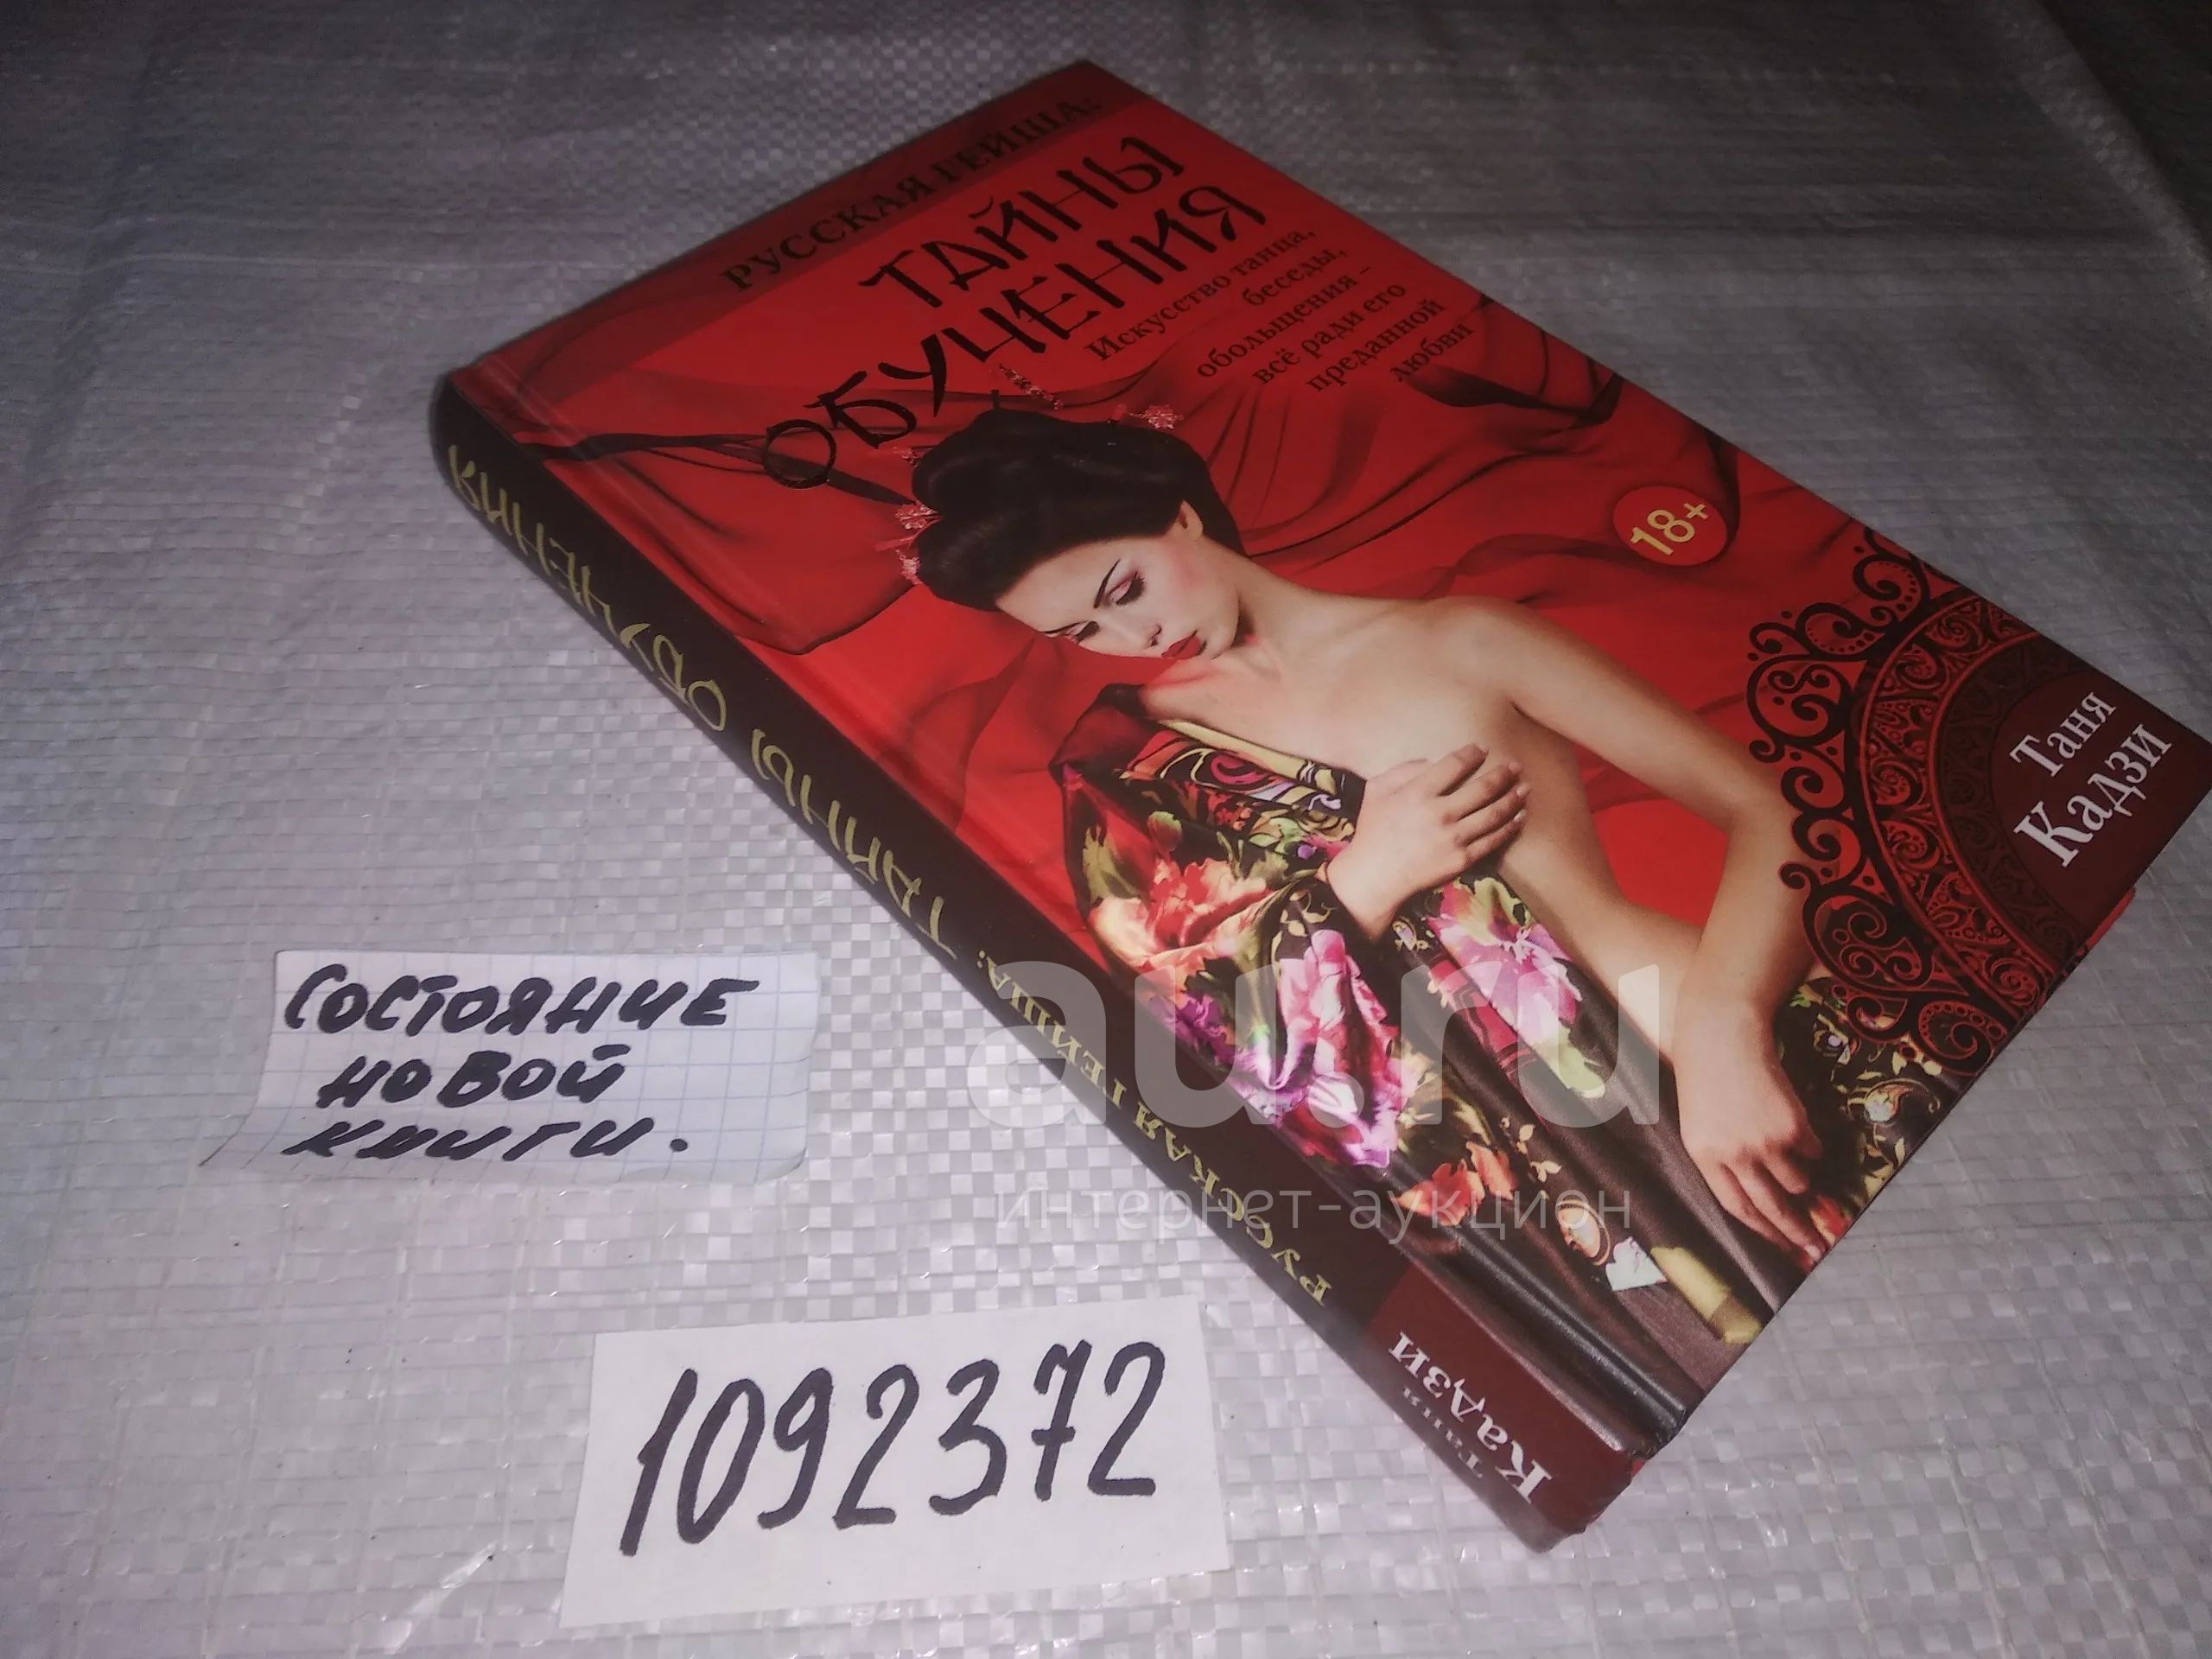 РУССКАЯ ГЕЙША:
ТАЙНЫ
ОБУЧЕНИЯ
Искусство танца,
беседы,
обольщения –
всё ради его
преданной
любви
18+
Таня
Кадзи
РУССКАЯ ГЕЙША: ТАЙНЫ ОБУЧЕНИЯ
Таня
Кадзи
СОСТОЯНИЕ
НОВОЙ
КНИГИ.
1092372
au.ru
интернет-аукцион